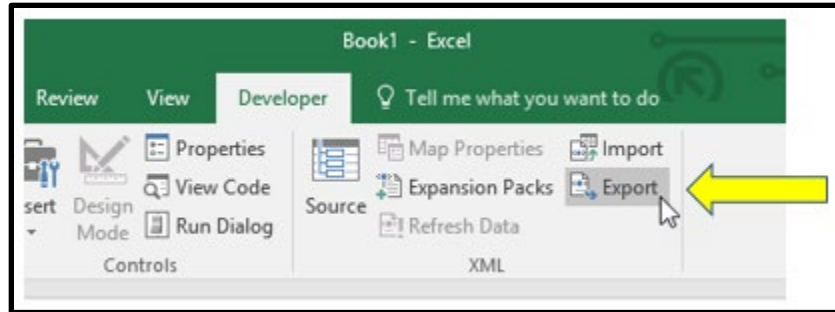 Book1 - Excel
Review View Developer Tell me what you want to do
Properties Map Properties Import
View Code Expansion Packs Export
sert Design Mode Run Dialog Source Refresh Data
Controls XML